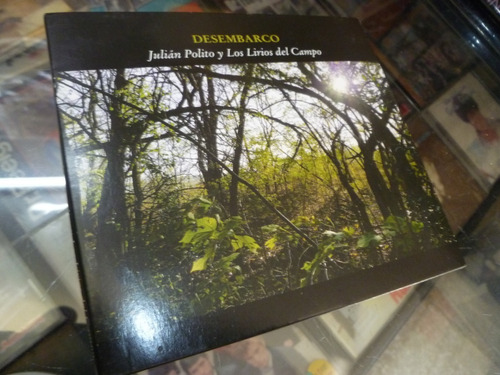 DESEMBARCO
Julián Polito y Los Lirios del Campo